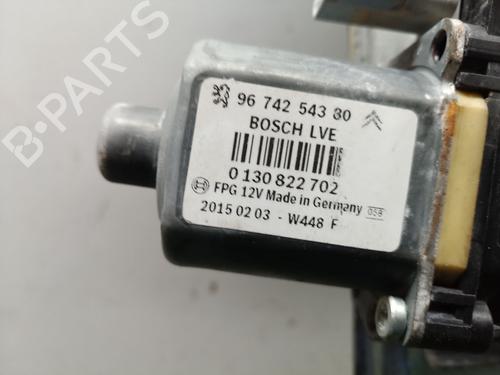 96 742 543 80
BOSCH LVE
0 130 822 702
FPG 12V Made in Germany 058
2015 02 03 - W448 F
B-PARTS